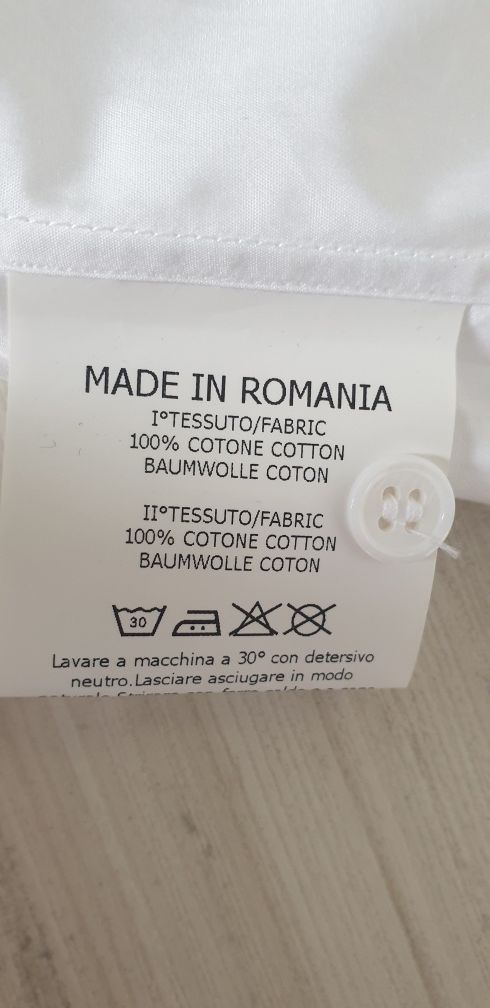 MADE IN ROMANIA
I°TESSUTO/FABRIC
100% COTONE COTTON
BAUMWOLLE COTON
II°TESSUTO/FABRIC
100% COTONE COTTON
BAUMWOLLE COTON
30
Lavare a macchina a 30° con detersivo
neutro.Lasciare asciugare in modo